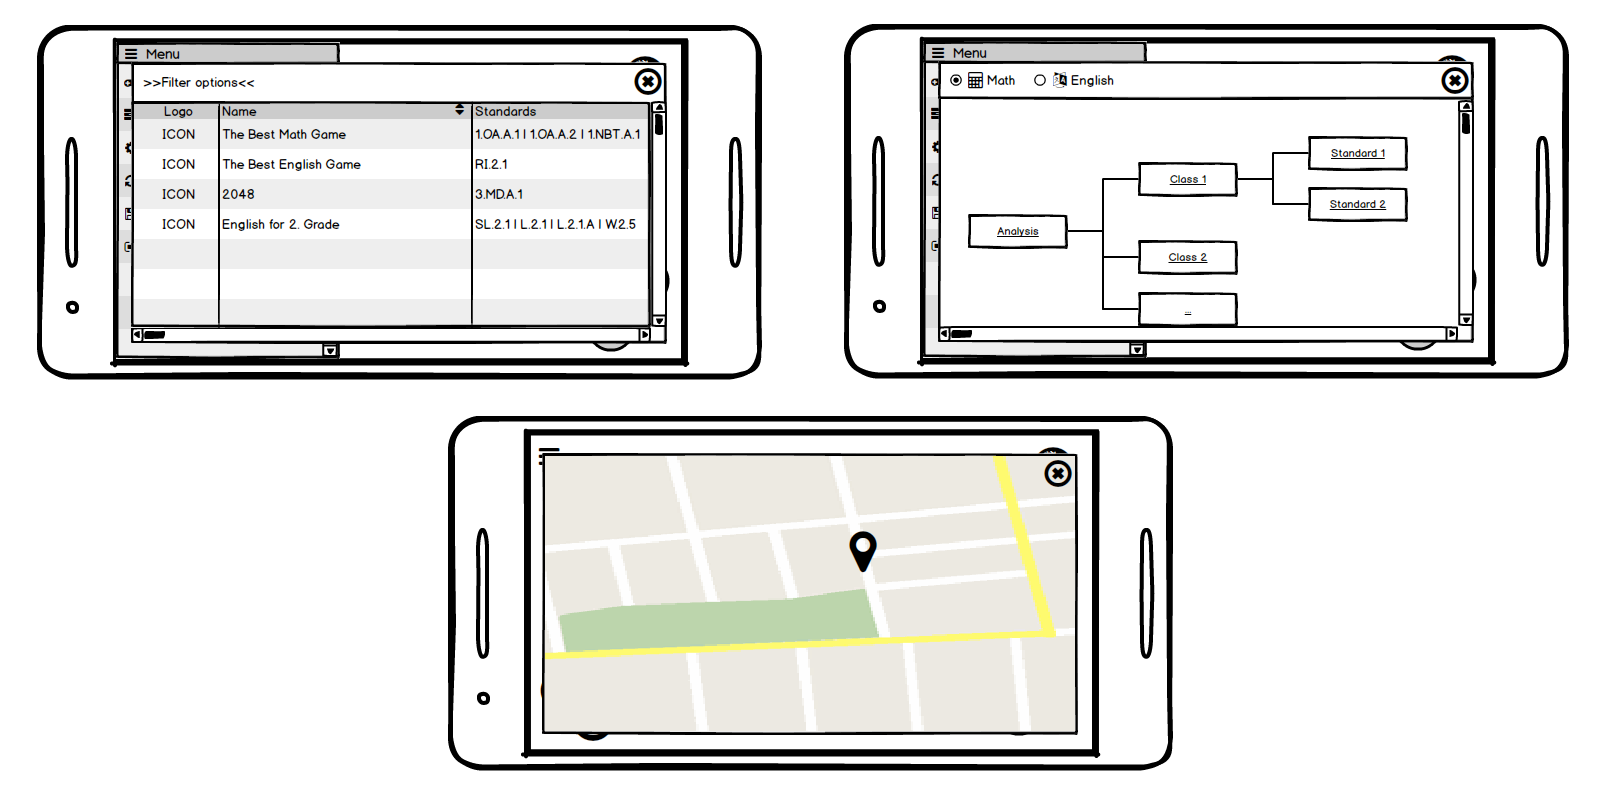 Menu
>>Filter options<<
Logo Name Standards
ICON The Best Math Game 1.OA.A.1 | 1.OA.A.2 | 1.NBT.A.1
ICON The Best English Game RI.2.1
ICON 2048 3.MD.A.1
ICON English for 2. Grade SL.2.1 | L.2.1 | L.2.1.A | W.2.5
Menu
Math English
Standard 1
Class 1
Standard 2
Analysis
Class 2
...